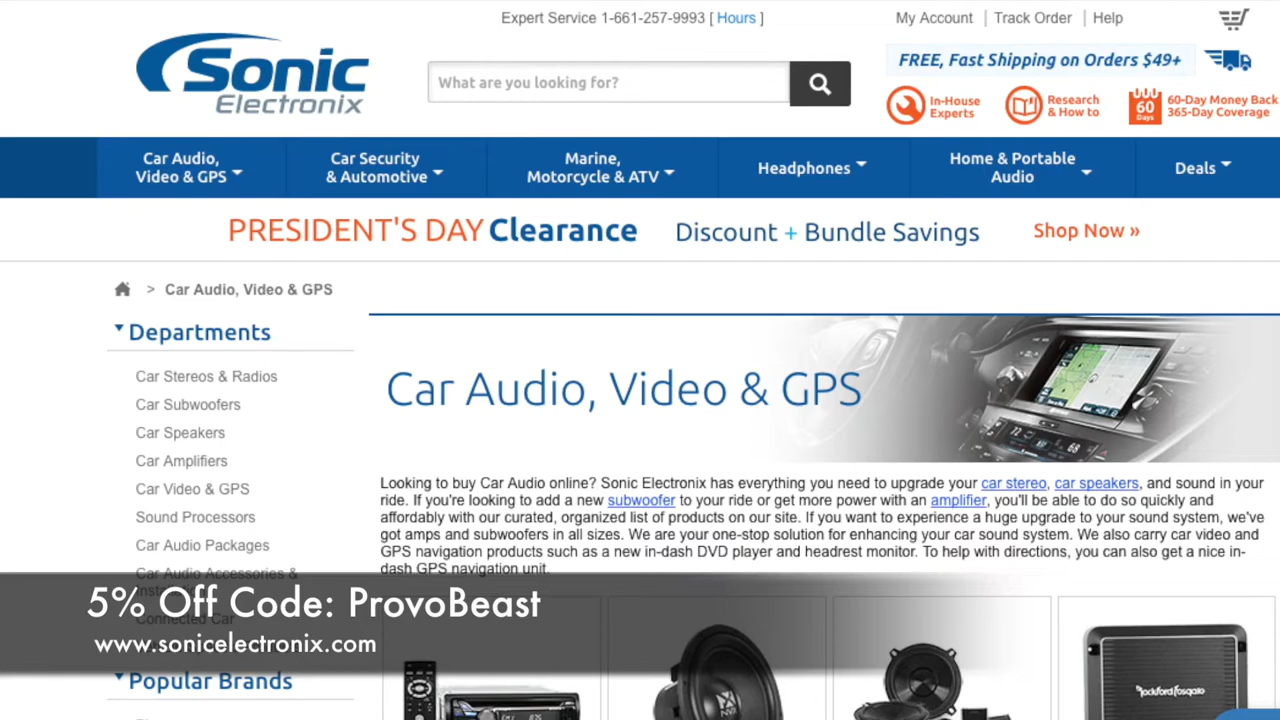 Expert Service 1-661-257-9993 [ Hours ]
My Account | Track Order | Help
Sonic
Electronix
What are you looking for?
FREE, Fast Shipping on Orders $49+
In-House
Experts
Research
& How to
60
Days
60-Day Money Back
365-Day Coverage
Car Audio,
Video & GPS
Car Security
& Automotive
Marine,
Motorcycle & ATV
Headphones
Home & Portable
Audio
Deals
PRESIDENT'S DAY Clearance
Discount + Bundle Savings
Shop Now »
> Car Audio, Video & GPS
Departments
Car Stereos & Radios
Car Subwoofers
Car Speakers
Car Amplifiers
Car Video & GPS
Sound Processors
Car Audio Packages
Car Audio Accessories &
Connected Car
Popular Brands
Car Audio, Video & GPS
Looking to buy Car Audio online? Sonic Electronix has everything you need to upgrade your car stereo, car speakers, and sound in your
ride. If you're looking to add a new subwoofer to your ride or get more power with an amplifier, you'll be able to do so quickly and
affordably with our curated, organized list of products on our site. If you want to experience a huge upgrade to your sound system, we've
got amps and subwoofers in all sizes. We are your one-stop solution for enhancing your car sound system. We also carry car video and
GPS navigation products such as a new in-dash DVD player and headrest monitor. To help with directions, you can also get a nice in-
dash GPS navigation unit.
5% Off Code: ProvoBeast
www.sonicelectronix.com
Rockford Fosgate